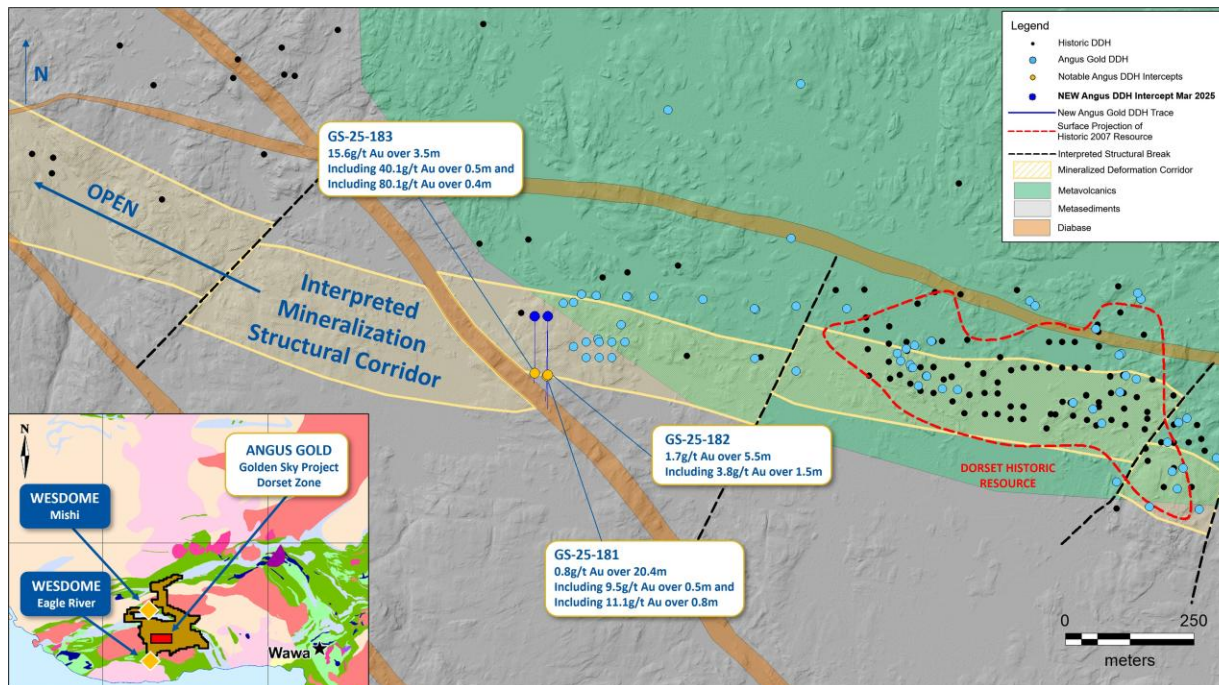 N
GS-25-183
15.6g/t Au over 3.5m
Including 40.1g/t Au over 0.5m and
Including 80.1g/t Au over 0.4m
Legend
Historic DDH
Angus Gold DDH
Notable Angus DDH Intercepts
NEW Angus DDH Intercept Mar 2025
New Angus Gold DDH Trace
Surface Projection of
Historic 2007 Resource
Interpreted Structural Break
Mineralized Deformation Corridor
Metavolcanics
Metasediments
Diabase
OPEN
Interpreted
Mineralization
Structural Corridor
GS-25-182
1.7g/t Au over 5.5m
Including 3.8g/t Au over 1.5m
DORSET HISTORIC
RESOURCE
GS-25-181
0.8g/t Au over 20.4m
Including 9.5g/t Au over 0.5m and
Including 11.1g/t Au over 0.8m
N
ANGUS GOLD
Golden Sky Project
Dorset Zone
WESDOME
Mishi
WESDOME
Eagle River
Wawa
0 250
meters